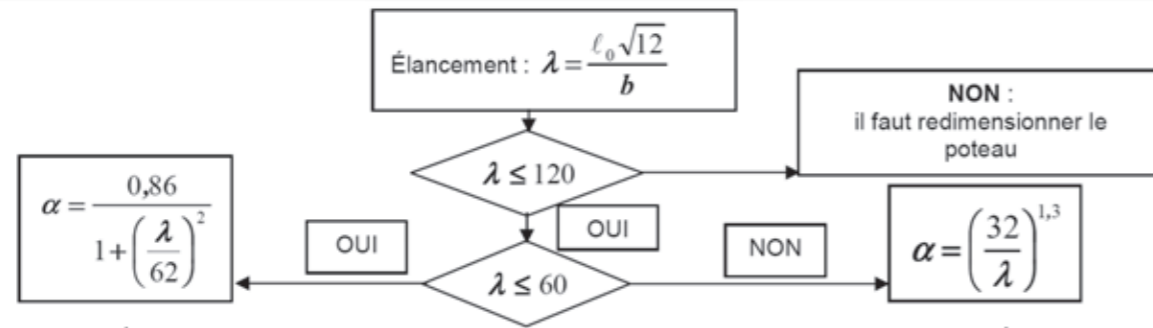 Élancement : λ = ℓ₀√12 / b
NON :
il faut redimensionner le
poteau
λ ≤ 120
α = 0,86 / (1 + (λ/62)²)
OUI
OUI
NON
α = (32/λ)^1,3
λ ≤ 60